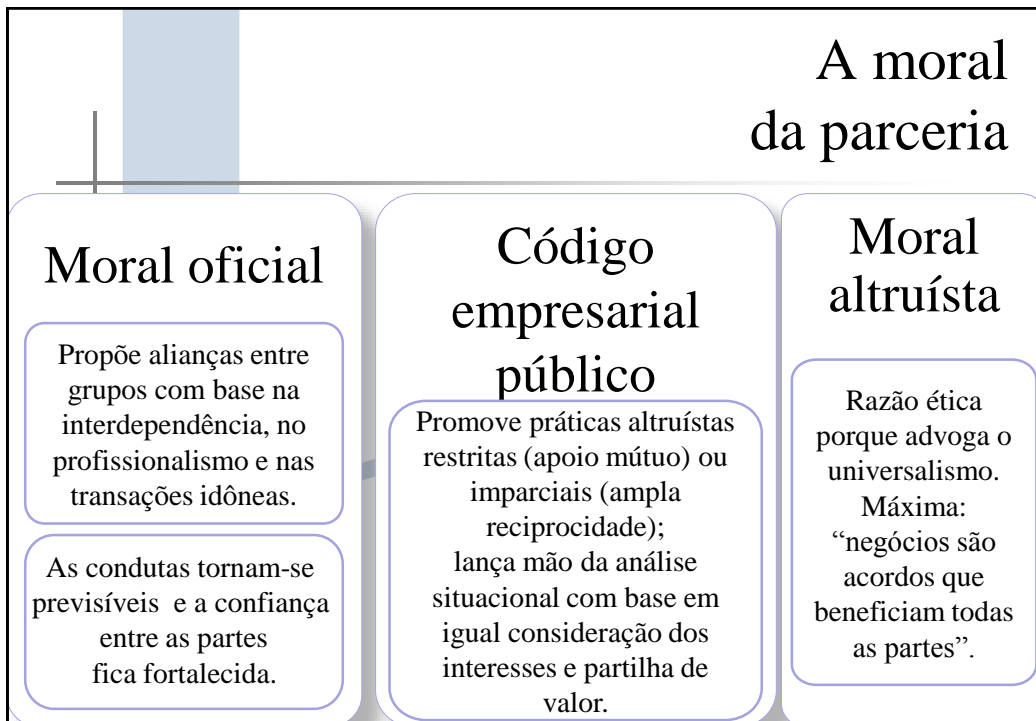 A moral
da parceria
Moral oficial
Propõe alianças entre
grupos com base na
interdependência, no
profissionalismo e nas
transações idôneas.
As condutas tornam-se
previsíveis e a confiança
entre as partes
fica fortalecida.
Código
empresarial
público
Promove práticas altruístas
restritas (apoio mútuo) ou
imparciais (ampla
reciprocidade);
lança mão da análise
situacional com base em
igual consideração dos
interesses e partilha de
valor.
Moral
altruísta
Razão ética
porque advoga o
universalismo.
Máxima:
“negócios são
acordos que
beneficiam todas
as partes”.